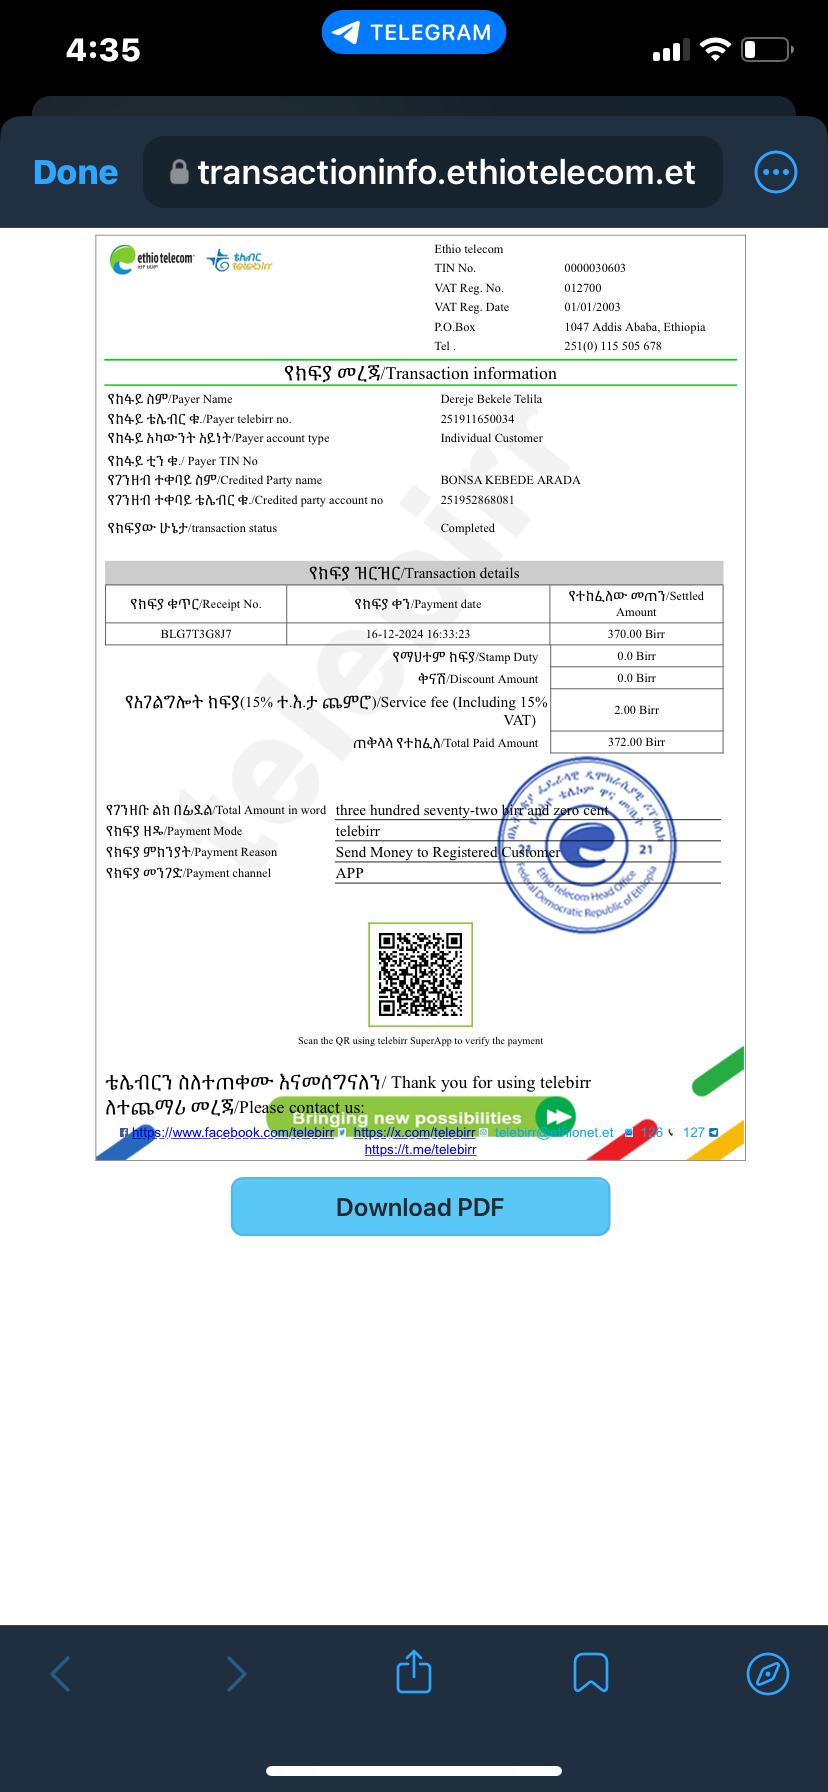 4:35
TELEGRAM
Done
transactioninfo.ethiotelecom.et
ethio telecom
ኢትዮ ቴሌኮም
ቴሌብር
telebirr
Ethio telecom
TIN No. 0000030603
VAT Reg. No. 012700
VAT Reg. Date 01/01/2003
P.O.Box 1047 Addis Ababa, Ethiopia
Tel . 251(0) 115 505 678
የክፍያ መረጃ/Transaction information
የከፋይ ስም/Payer Name Dereje Bekele Telila
የከፋይ ቴሌብር ቁ./Payer telebirr no. 251911650034
የከፋይ አካውንት አይነት/Payer account type Individual Customer
የከፋይ ቲን ቁ./ Payer TIN No
የገንዘብ ተቀባይ ስም/Credited Party name BONSA KEBEDE ARADA
የገንዘብ ተቀባይ ቴሌብር ቁ./Credited party account no 251952868081
የክፍያው ሁኔታ/transaction status Completed
telebirr
የክፍያ ዝርዝር/Transaction details
የክፍያ ቁጥር/Receipt No. የክፍያ ቀን/Payment date የተከፈለው መጠን/Settled Amount
BLG7T3G8J7 16-12-2024 16:33:23 370.00 Birr
የማህተም ክፍያ/Stamp Duty 0.0 Birr
ቅናሽ/Discount Amount 0.0 Birr
የአገልግሎት ክፍያ(15% ተ.እ.ታ ጨምሮ)/Service fee (Including 15% VAT) 2.00 Birr
ጠቅላላ የተከፈለ/Total Paid Amount 372.00 Birr
የገንዘቡ ልክ በፊደል/Total Amount in word three hundred seventy-two birr and zero cent
የክፍያ ዘዴ/Payment Mode telebirr
የክፍያ ምክንያት/Payment Reason Send Money to Registered Customer
የክፍያ መንገድ/Payment channel APP
21 21
Ethio telecom Head Office
Federal Democratic Republic of Ethiopia
Scan the QR using telebirr SuperApp to verify the payment
ቴሌብርን ስለተጠቀሙ እናመሰግናለን/ Thank you for using telebirr
ለተጨማሪ መረጃ/Please contact us:
Bringing new possibilities
https://www.facebook.com/telebirr https://x.com/telebirr telebirr@ethionet.et 126 127
https://t.me/telebirr
Download PDF